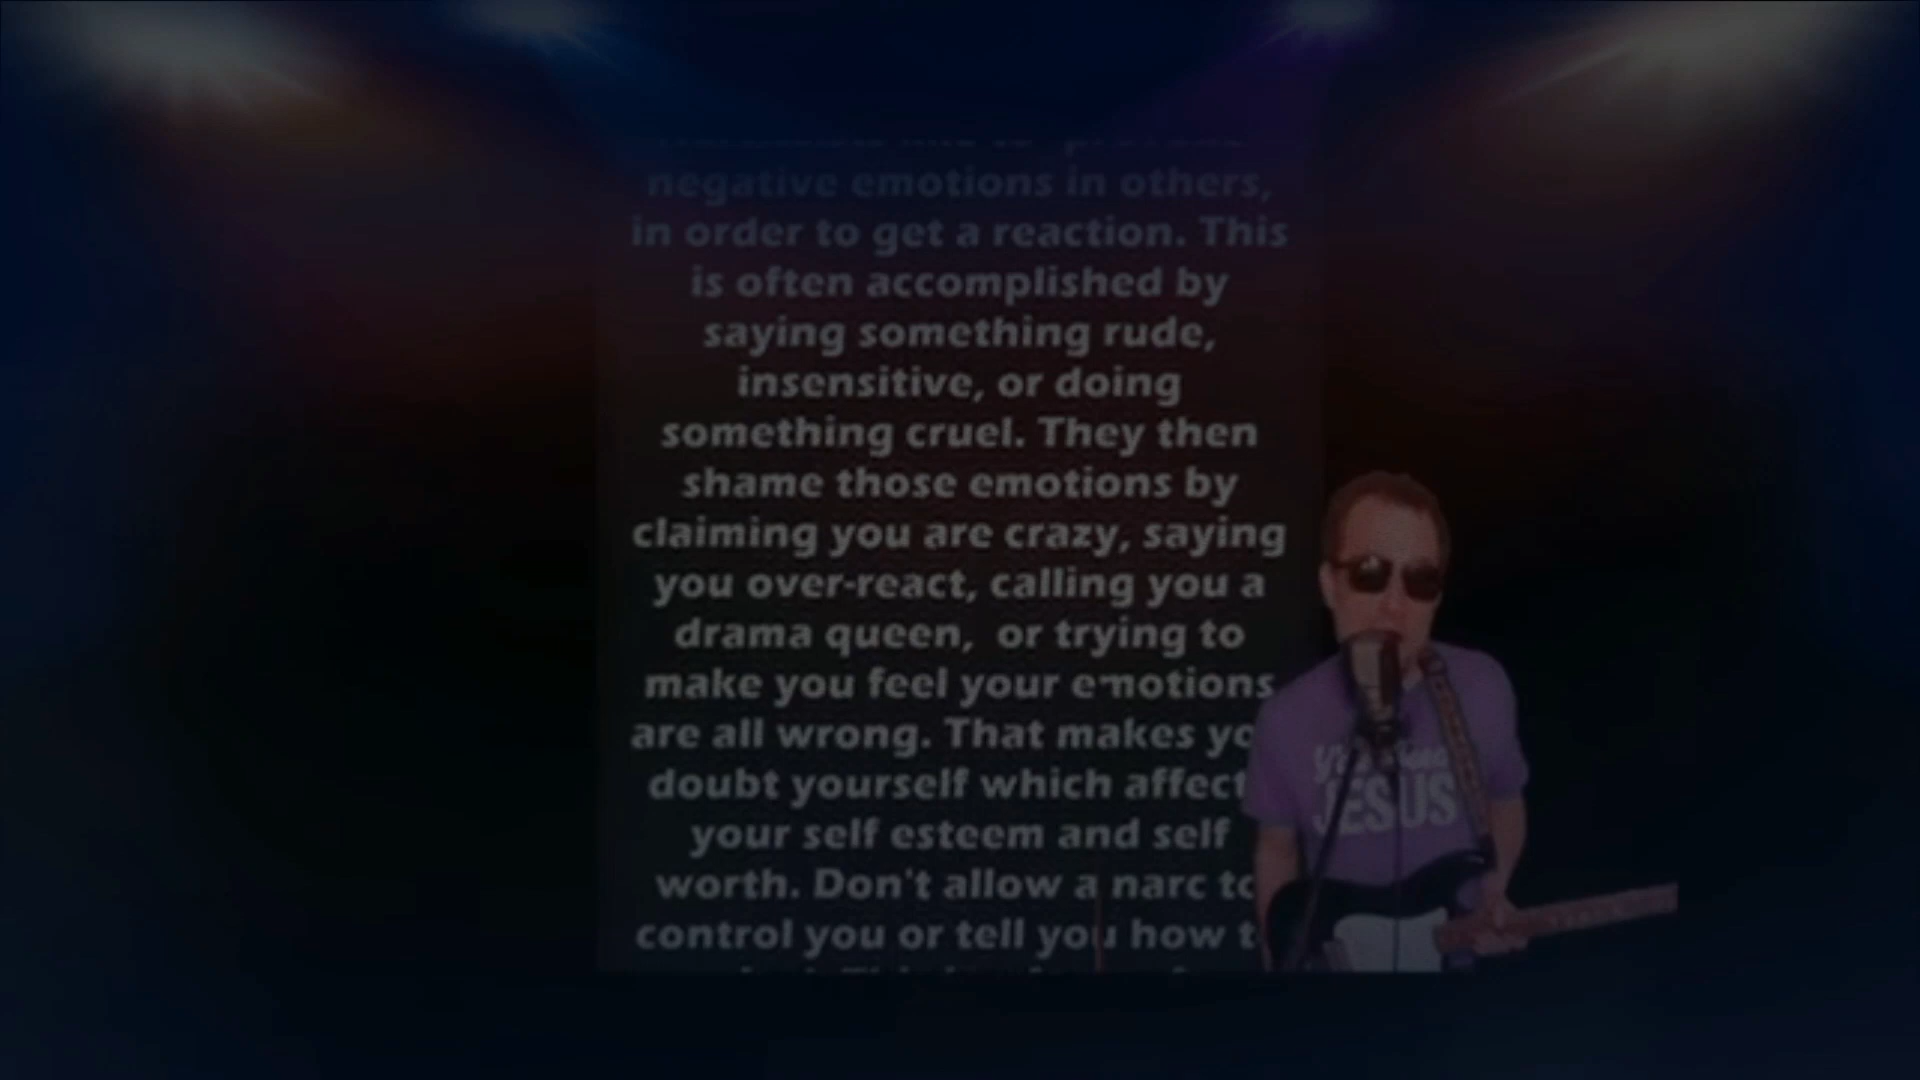 negative emotions in others,
in order to get a reaction. This
is often accomplished by
saying something rude,
insensitive, or doing
something cruel. They then
shame those emotions by
claiming you are crazy, saying
you over-react, calling you a
drama queen, or trying to
make you feel your emotions
are all wrong. That makes yo
doubt yourself which affect
your self esteem and self
worth. Don't allow a narc to
control you or tell you how t
JESUS